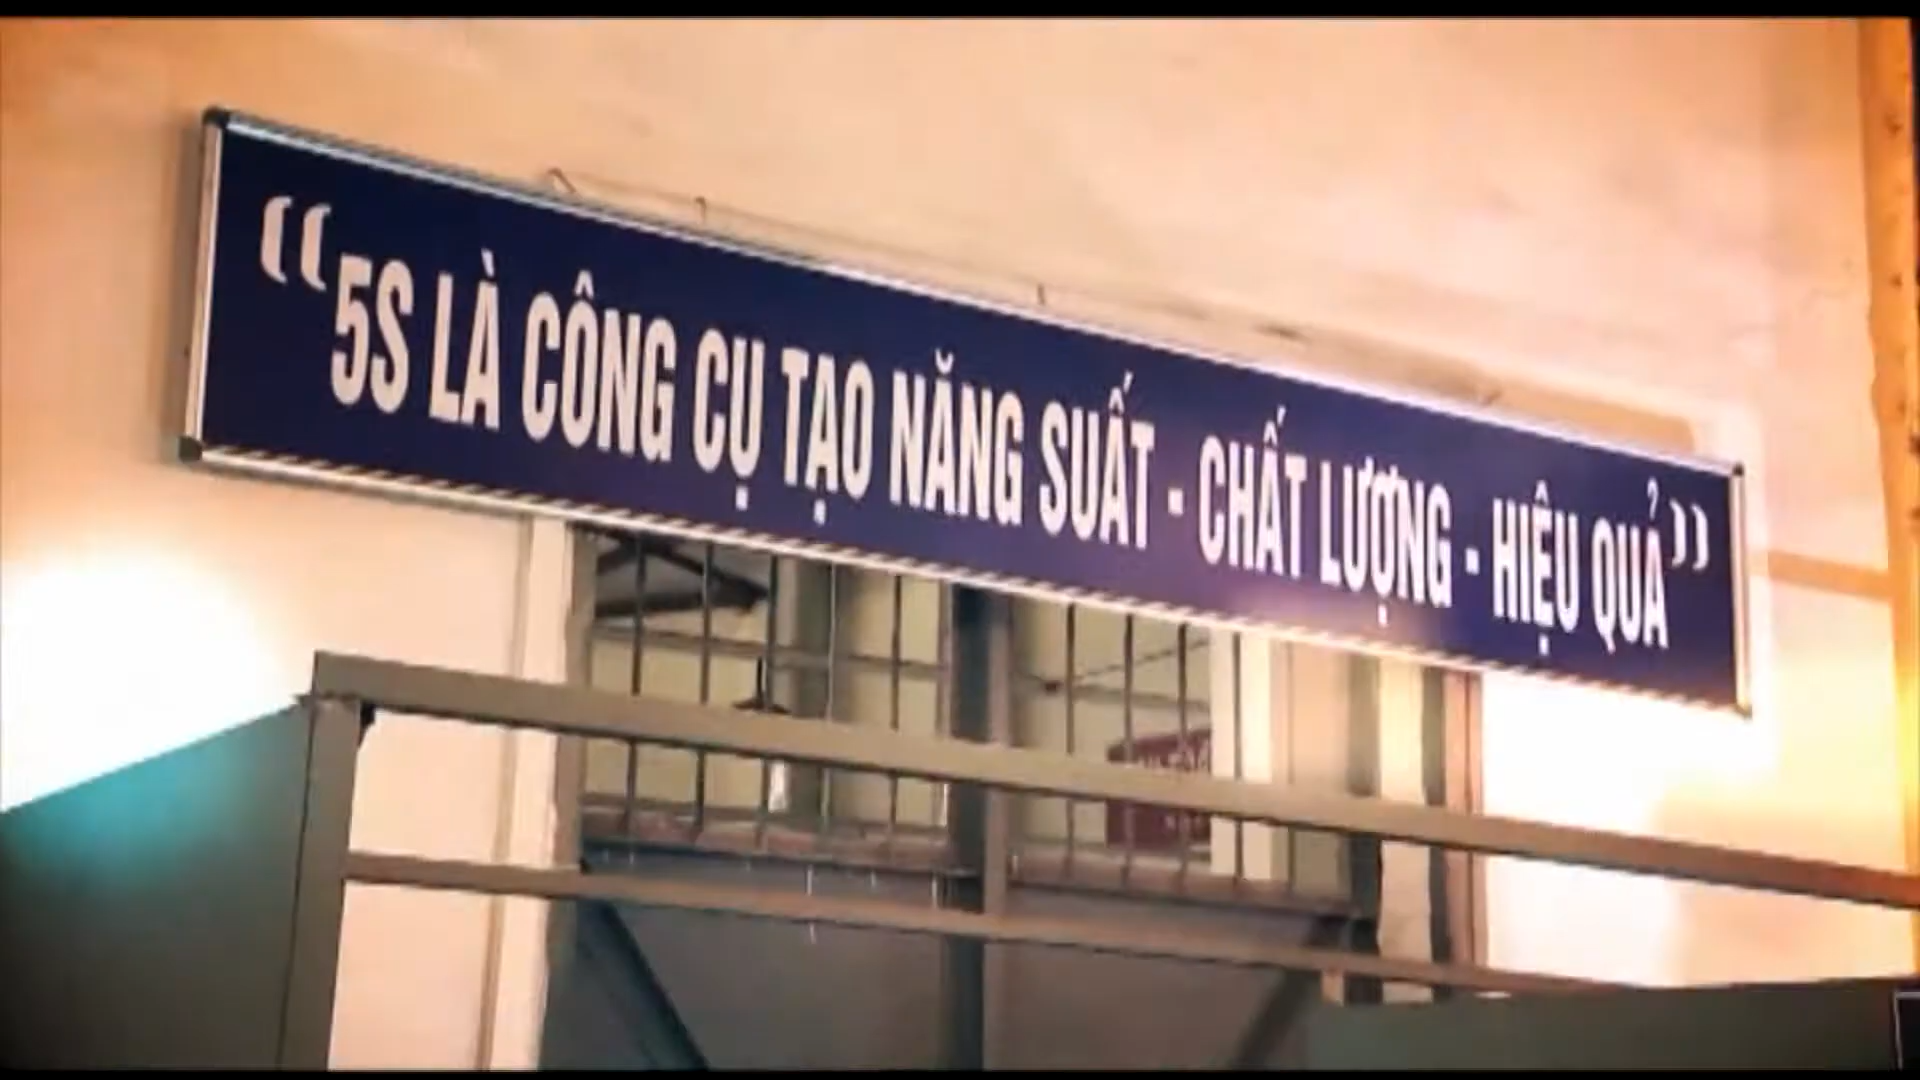 “5S LÀ CÔNG CỤ TẠO NĂNG SUẤT - CHẤT LƯỢNG - HIỆU QUẢ”